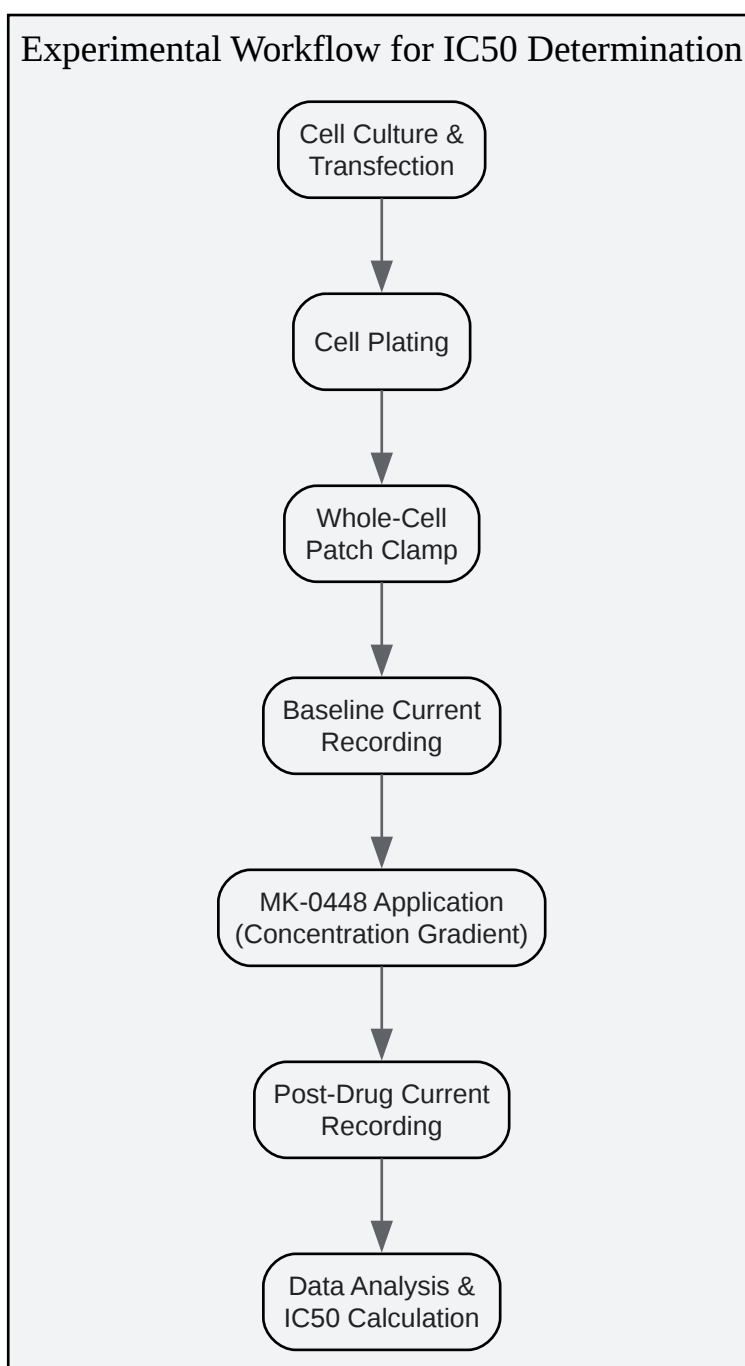 Experimental Workflow for IC50 Determination
Cell Culture &
Transfection
Cell Plating
Whole-Cell
Patch Clamp
Baseline Current
Recording
MK-0448 Application
(Concentration Gradient)
Post-Drug Current
Recording
Data Analysis &
IC50 Calculation